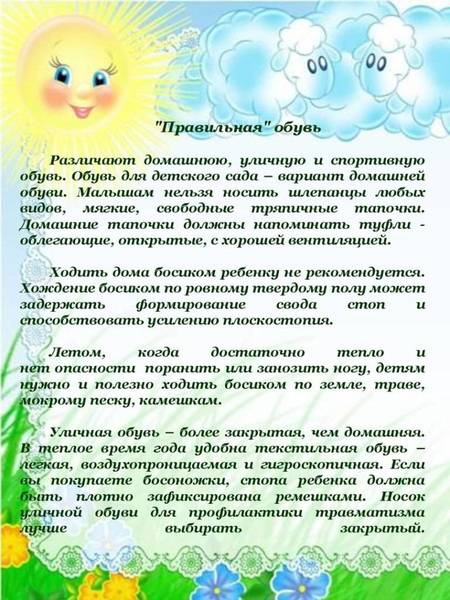 "Правильная" обувь
Различают домашнюю, уличную и спортивную
обувь. Обувь для детского сада – вариант домашней
обуви. Малышам нельзя носить шлепанцы любых
видов, мягкие, свободные тряпичные тапочки.
Домашние тапочки должны напоминать туфли -
облегающие, открытые, с хорошей вентиляцией.
Ходить дома босиком ребенку не рекомендуется.
Хождение босиком по ровному твердому полу может
задержать формирование свода стоп и
способствовать усилению плоскостопия.
Летом, когда достаточно тепло и
нет опасности поранить или занозить ногу, детям
нужно и полезно ходить босиком по земле, траве,
мокрому песку, камешкам.
Уличная обувь – более закрытая, чем домашняя.
В теплое время года удобна текстильная обувь –
легкая, воздухопроницаемая и гигроскопичная. Если
вы покупаете босоножки, стопа ребенка должна
быть плотно зафиксирована ремешками. Носок
уличной обуви для профилактики травматизма
лучше выбирать закрытый.